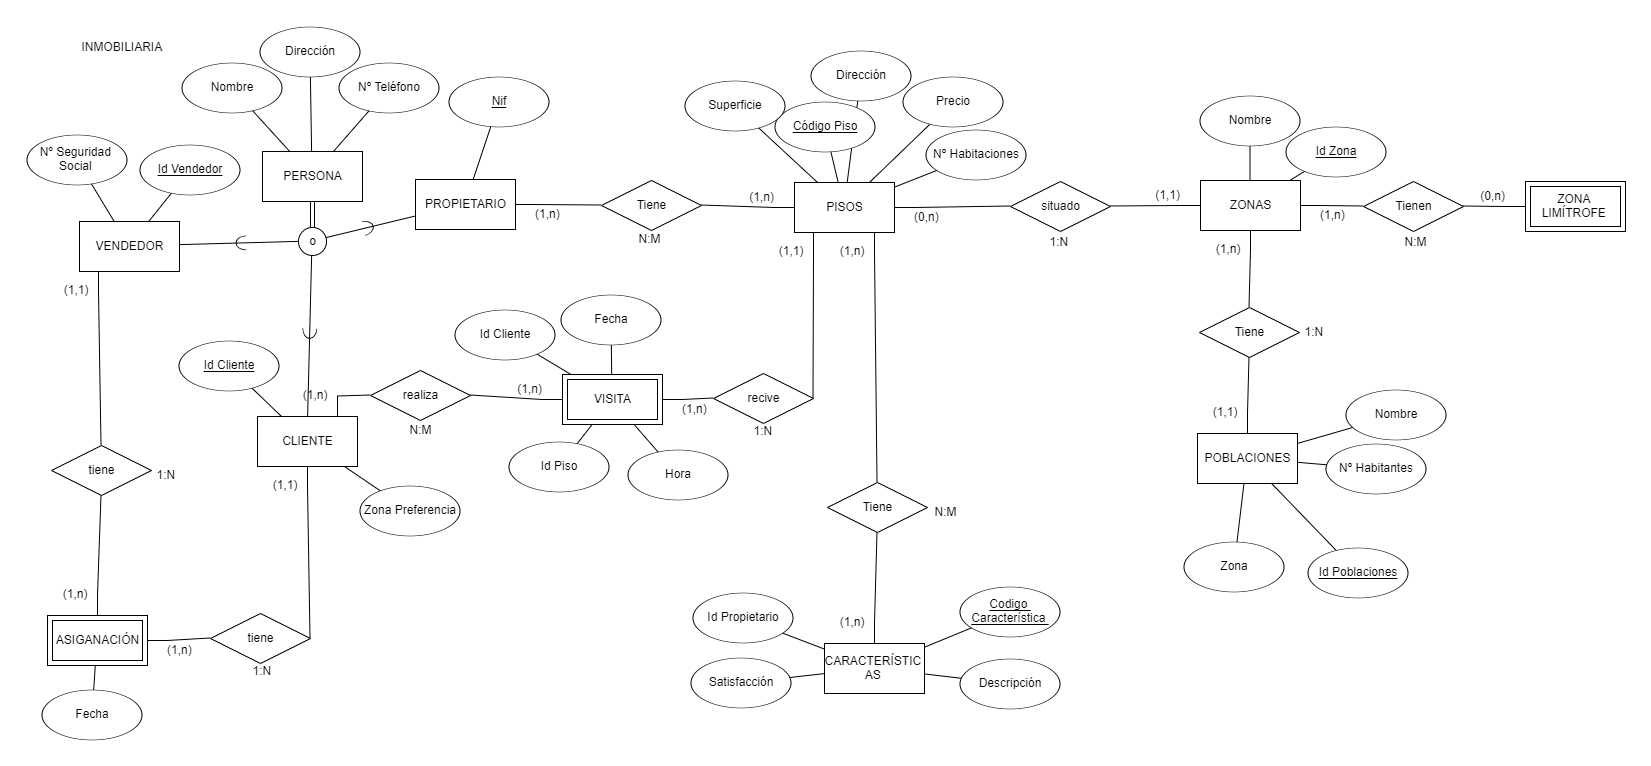 INMOBILIARIA
Dirección
Nombre
Nº Teléfono
Nif
Nº Seguridad
Social
Id Vendedor
PERSONA
PROPIETARIO
VENDEDOR
o
(1,1)
(1,n)
Tiene
N:M
(1,n)
Superficie
Dirección
Código Piso
Precio
Nº Habitaciones
PISOS
(0,n)
(1,1)
(1,n)
situado
1:N
(1,1)
Nombre
Id Zona
ZONAS
(1,n)
(1,n)
Tienen
N:M
(0,n)
ZONA
LIMÍTROFE
Tiene
1:N
(1,1)
Id Cliente
(1,n)
realiza
N:M
(1,n)
Id Cliente
Fecha
VISITA
Id Piso
Hora
(1,n)
recive
1:N
CLIENTE
(1,1)
Zona Preferencia
tiene
1:N
(1,n)
ASIGANACIÓN
(1,n)
tiene
1:N
Fecha
Tiene
N:M
(1,n)
Id Propietario
Codigo
Característica
CARACTERÍSTIC
AS
Satisfacción
Descripción
Nombre
POBLACIONES
Nº Habitantes
Zona
Id Poblaciones